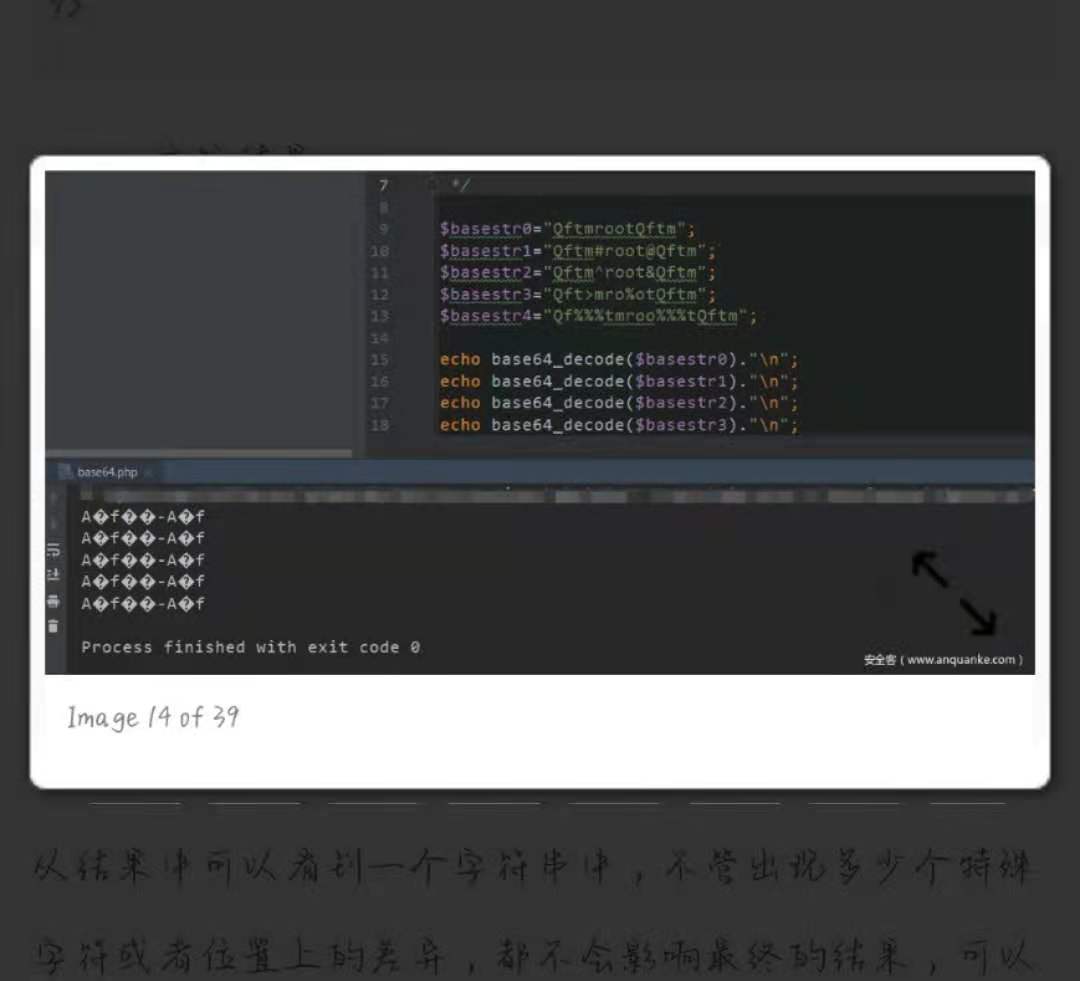 7 */
8
9 $basestr0="QftmrootQftm";
10 $basestr1="Qftm#root@Qftm";
11 $basestr2="Qftm^root&Qftm";
12 $basestr3="Qft>mro%otQftm";
13 $basestr4="Qf%%%tmroo%%%tQftm";
14
15 echo base64_decode($basestr0)."\n";
16 echo base64_decode($basestr1)."\n";
17 echo base64_decode($basestr2)."\n";
18 echo base64_decode($basestr3)."\n";
base64.php
A�f��-A�f
A�f��-A�f
A�f��-A�f
A�f��-A�f
A�f��-A�f
Process finished with exit code 0
安全客 ( www.anquanke.com )
Image 14 of 39
从结果中可以看到一个字符串中，不管出现多少个特殊
字符或者位置上的差异，都不会影响最终的结果，可以